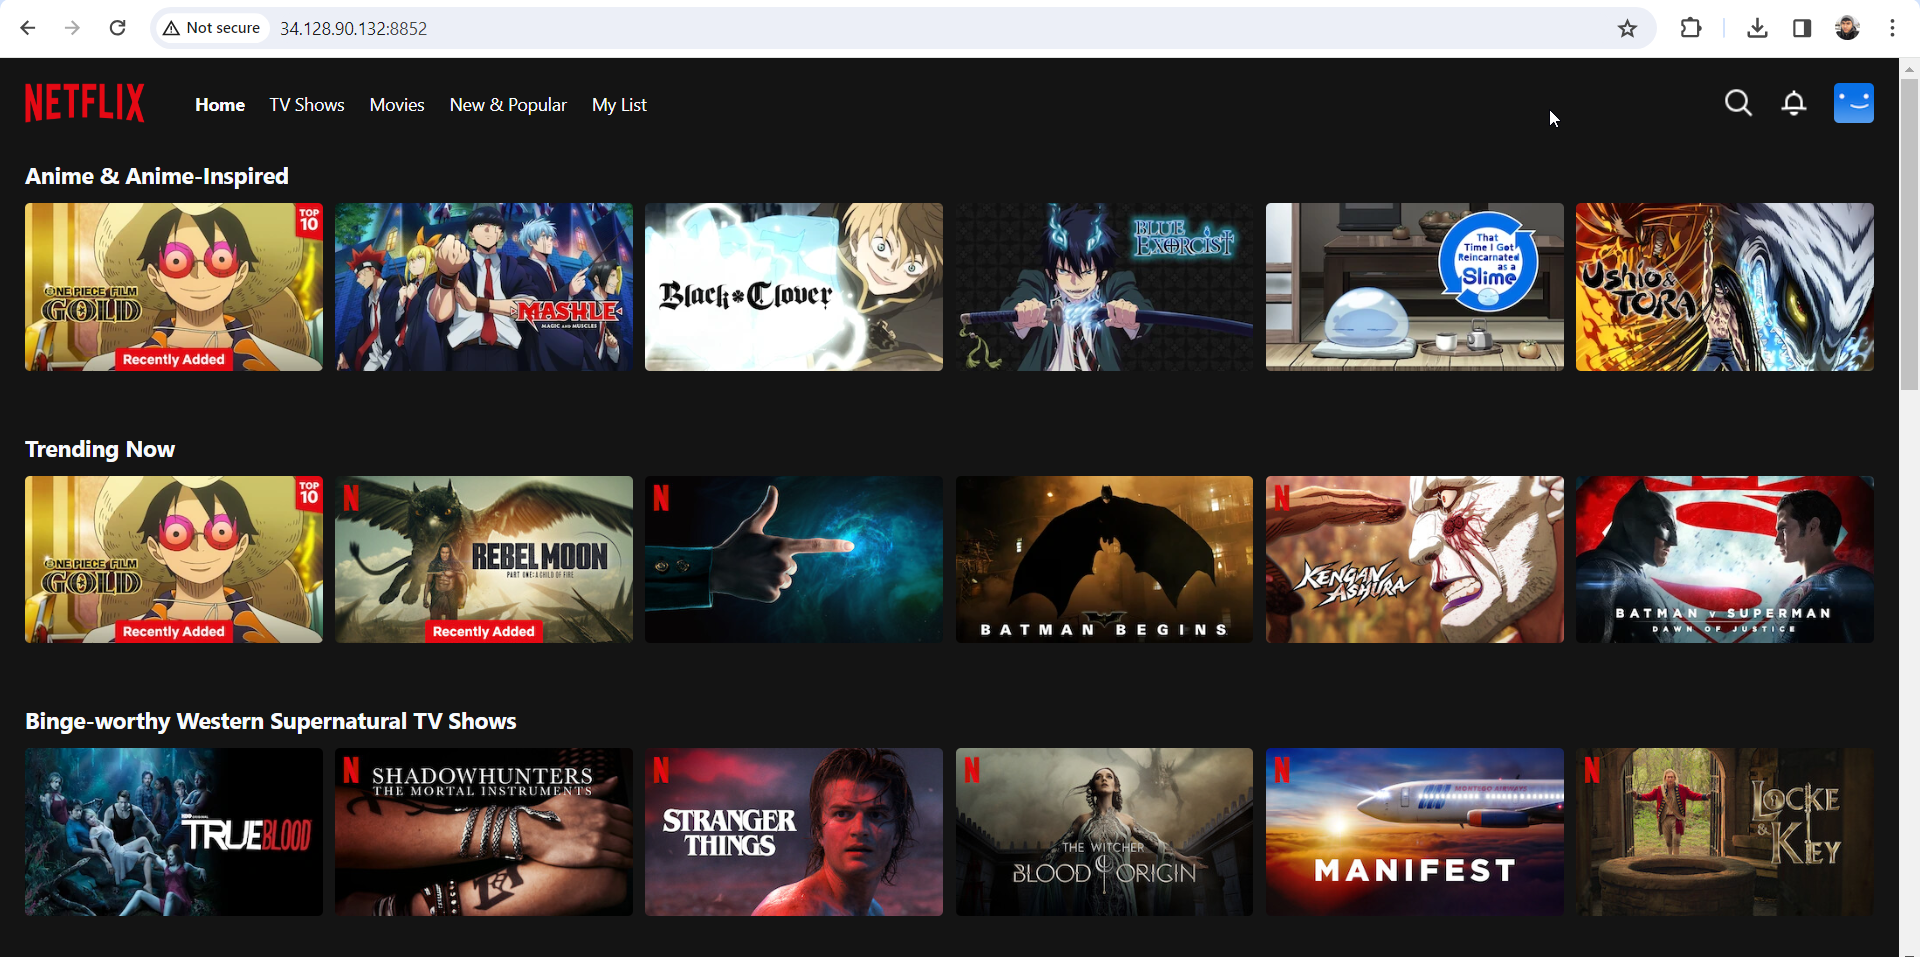 Not secure 34.128.90.132:8852
NETFLIX Home TV Shows Movies New & Popular My List
Anime & Anime-Inspired
TOP
10
ONE PIECE FILM
GOLD
Recently Added
MASHLE
MAGIC AND MUSCLES
Black Clover
BLUE
EXORCIST
That
Time I Got
Reincarnated
as a
Slime
Ushio &
TORA
Trending Now
TOP
10
ONE PIECE FILM
GOLD
Recently Added
N
REBEL MOON
PART ONE: A CHILD OF FIRE
Recently Added
N
BATMAN BEGINS
N
KENGAN
ASHURA
BATMAN v SUPERMAN
DAWN OF JUSTICE
Binge-worthy Western Supernatural TV Shows
TRUE BLOOD
N
SHADOWHUNTERS
THE MORTAL INSTRUMENTS
N
STRANGER
THINGS
N
THE WITCHER
BLOOD ORIGIN
N
MONTEGO AIRWAYS
MANIFEST
N
LOCKE
& KEY